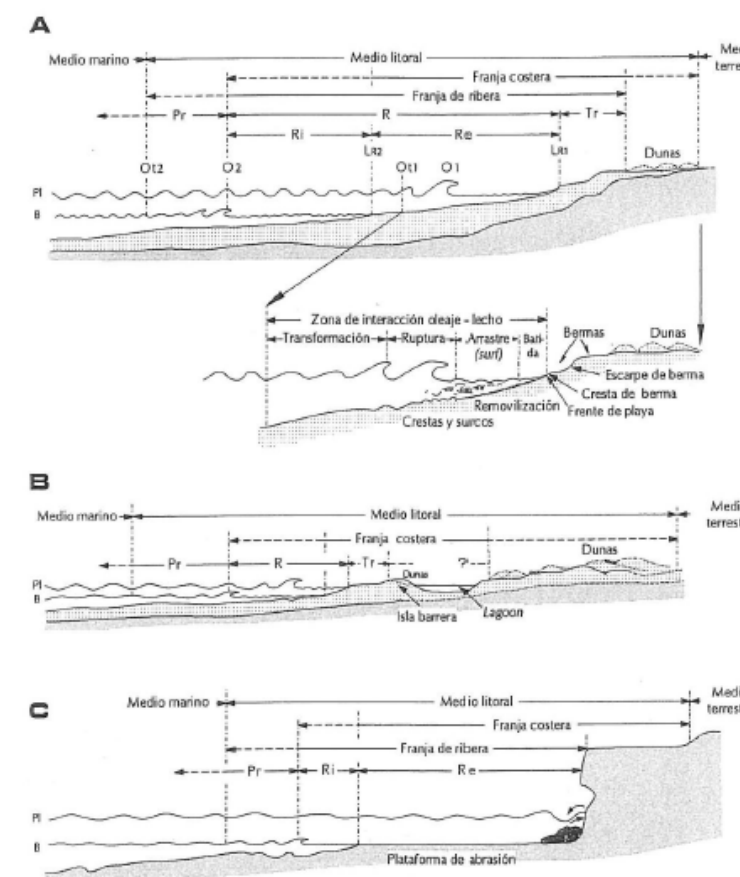 A
Medio marino
Medio litoral
Franja costera
Franja de ribera
Pr
R
Tr
Ri
Re
LR2
LR1
Ot2
O2
Ot1
O1
Dunas
Pl
B
Zona de interacción oleaje-lecho
Transformación
Ruptura
Arrastre
(surf)
Bari-
da
Bermas
Dunas
Escarpe de berma
Cresta de berma
Frente de playa
Removilización
Crestas y surcos
B
Medio marino
Medio litoral
Franja costera
Pr
R
Tr
?
Dunas
Dunas
Pl
B
Isla barrera
Lagoon
C
Medio marino
Medio litoral
Franja costera
Franja de ribera
Pr
Ri
Re
Pl
B
Plataforma de abrasión